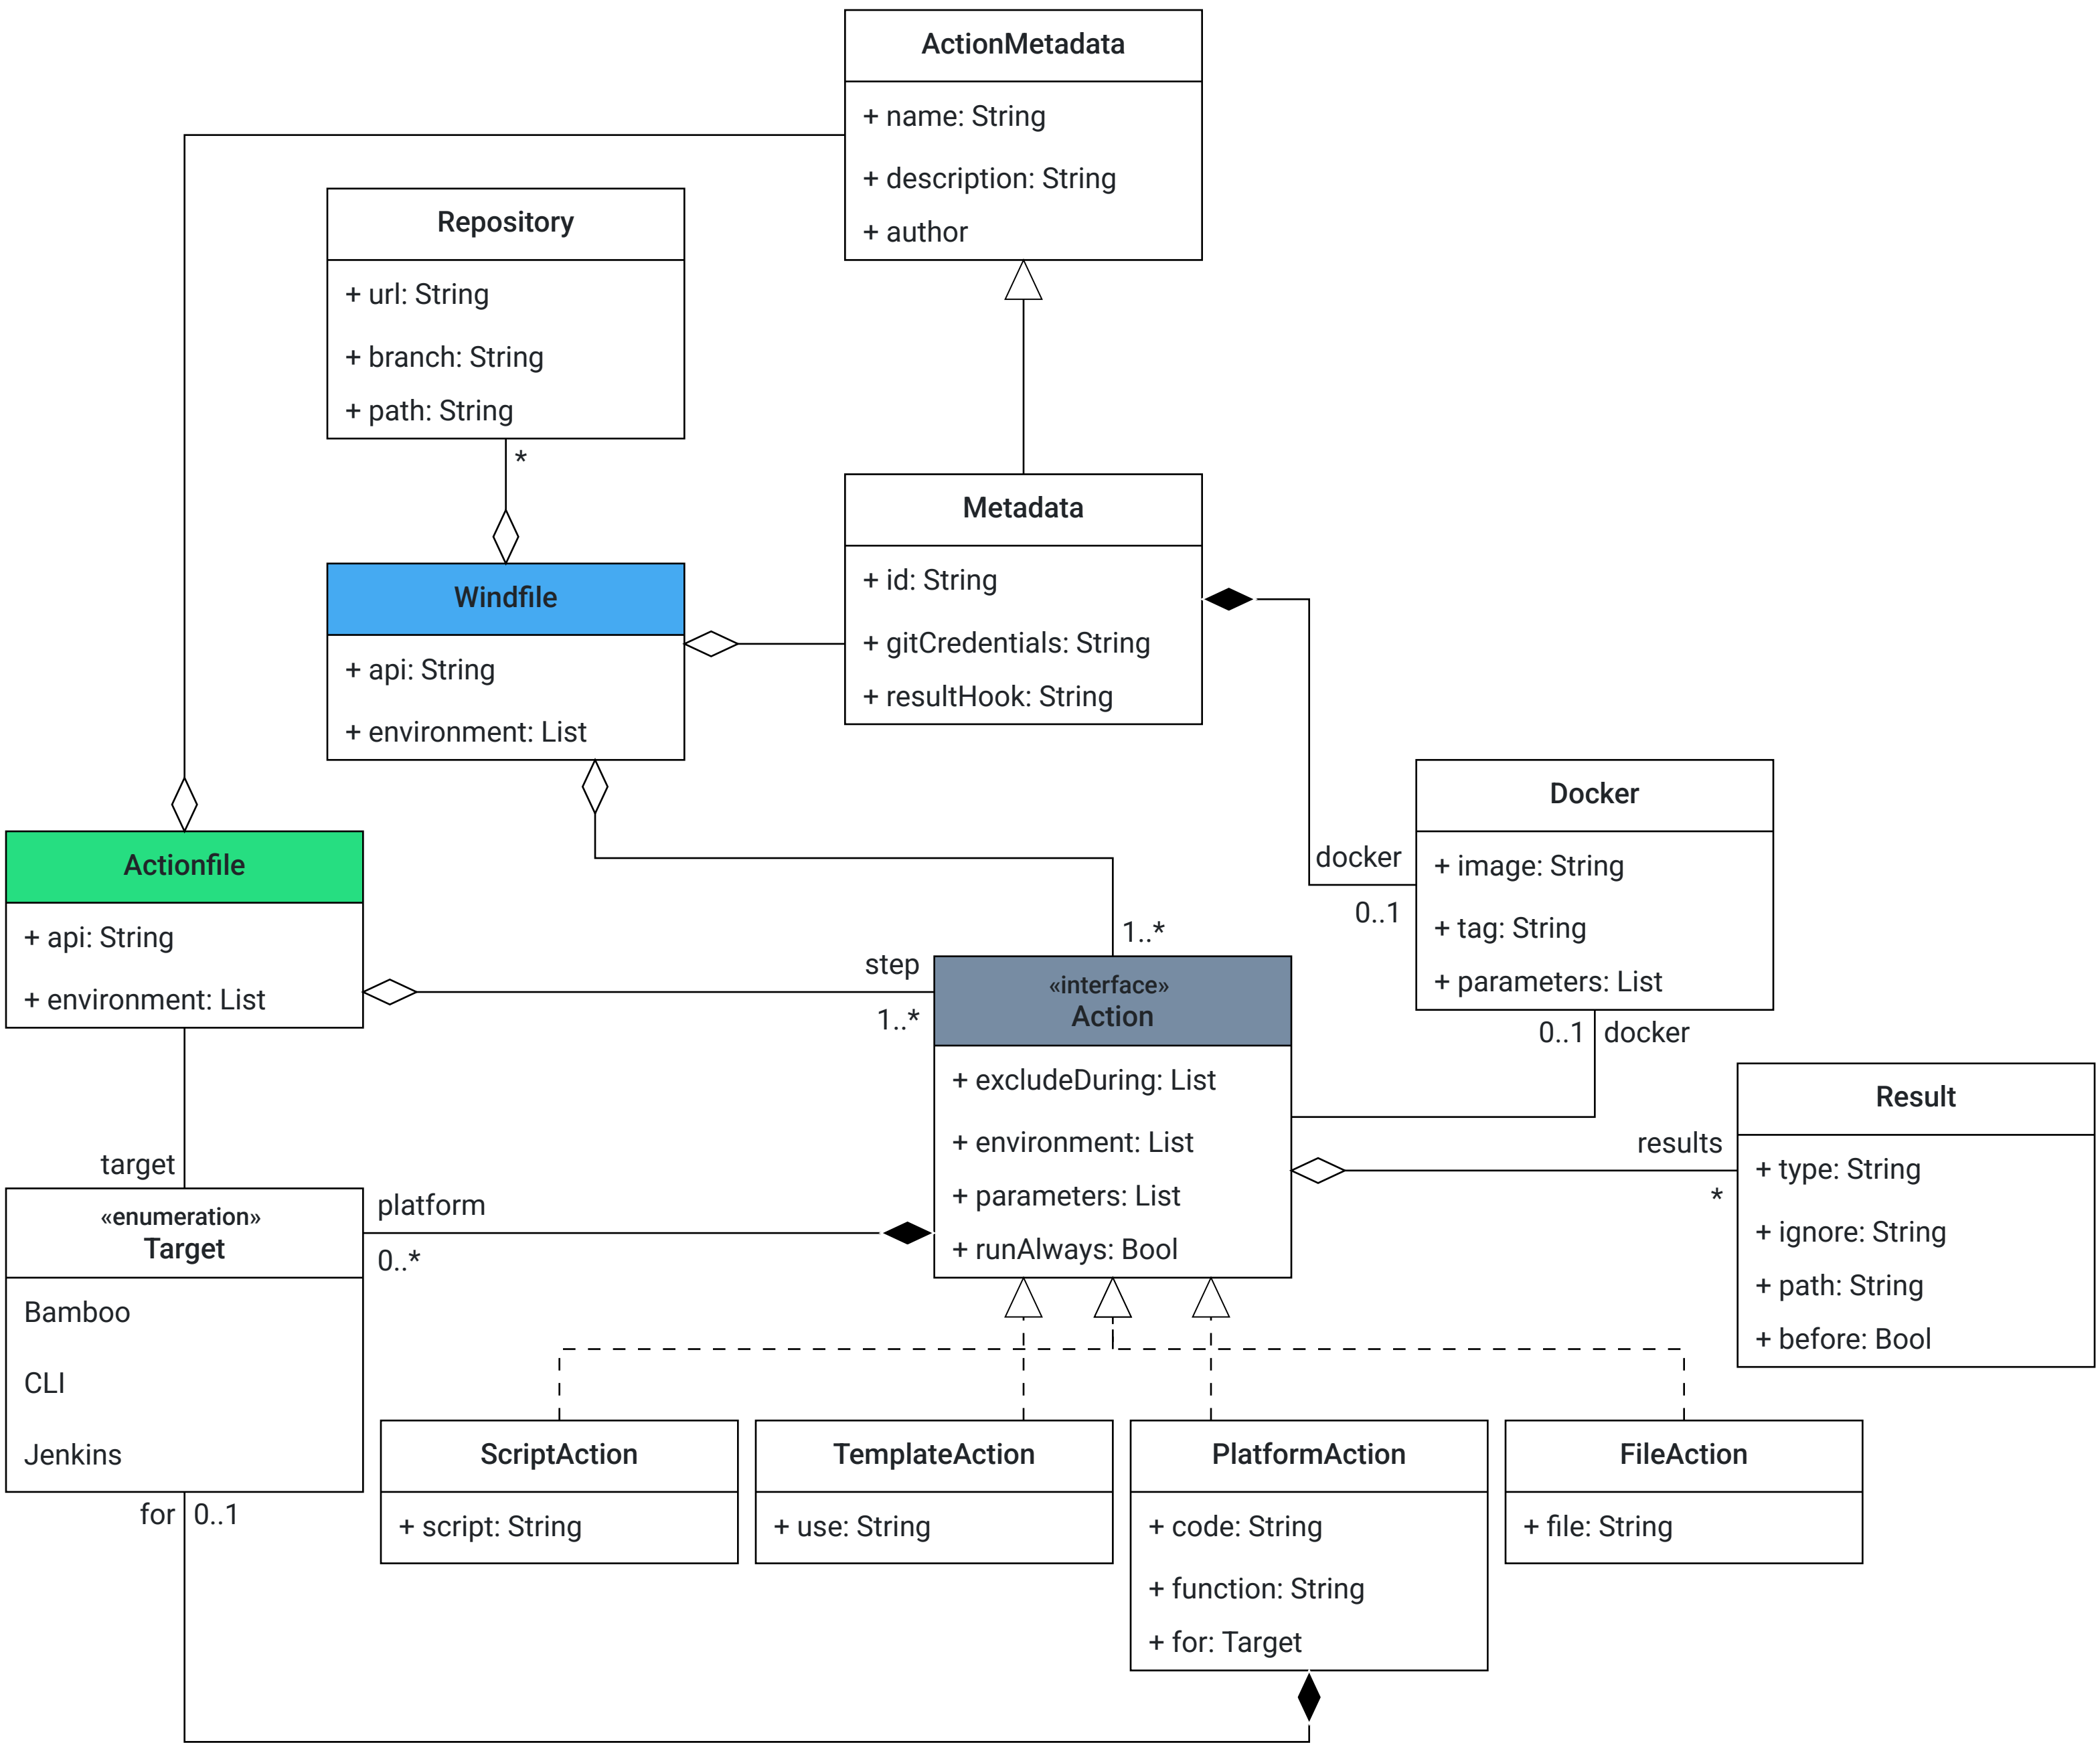 ActionMetadata
+ name: String
+ description: String
+ author
Repository
+ url: String
+ branch: String
+ path: String
*
Metadata
+ id: String
+ gitCredentials: String
+ resultHook: String
Windfile
+ api: String
+ environment: List
Docker
+ image: String
+ tag: String
+ parameters: List
docker
0..1
Actionfile
+ api: String
+ environment: List
1..*
step
1..*
«interface»
Action
+ excludeDuring: List
+ environment: List
+ parameters: List
+ runAlways: Bool
0..1 docker
Result
+ type: String
+ ignore: String
+ path: String
+ before: Bool
results
*
target
«enumeration»
Target
Bamboo
CLI
Jenkins
platform
0..*
for 0..1
ScriptAction
+ script: String
TemplateAction
+ use: String
PlatformAction
+ code: String
+ function: String
+ for: Target
FileAction
+ file: String